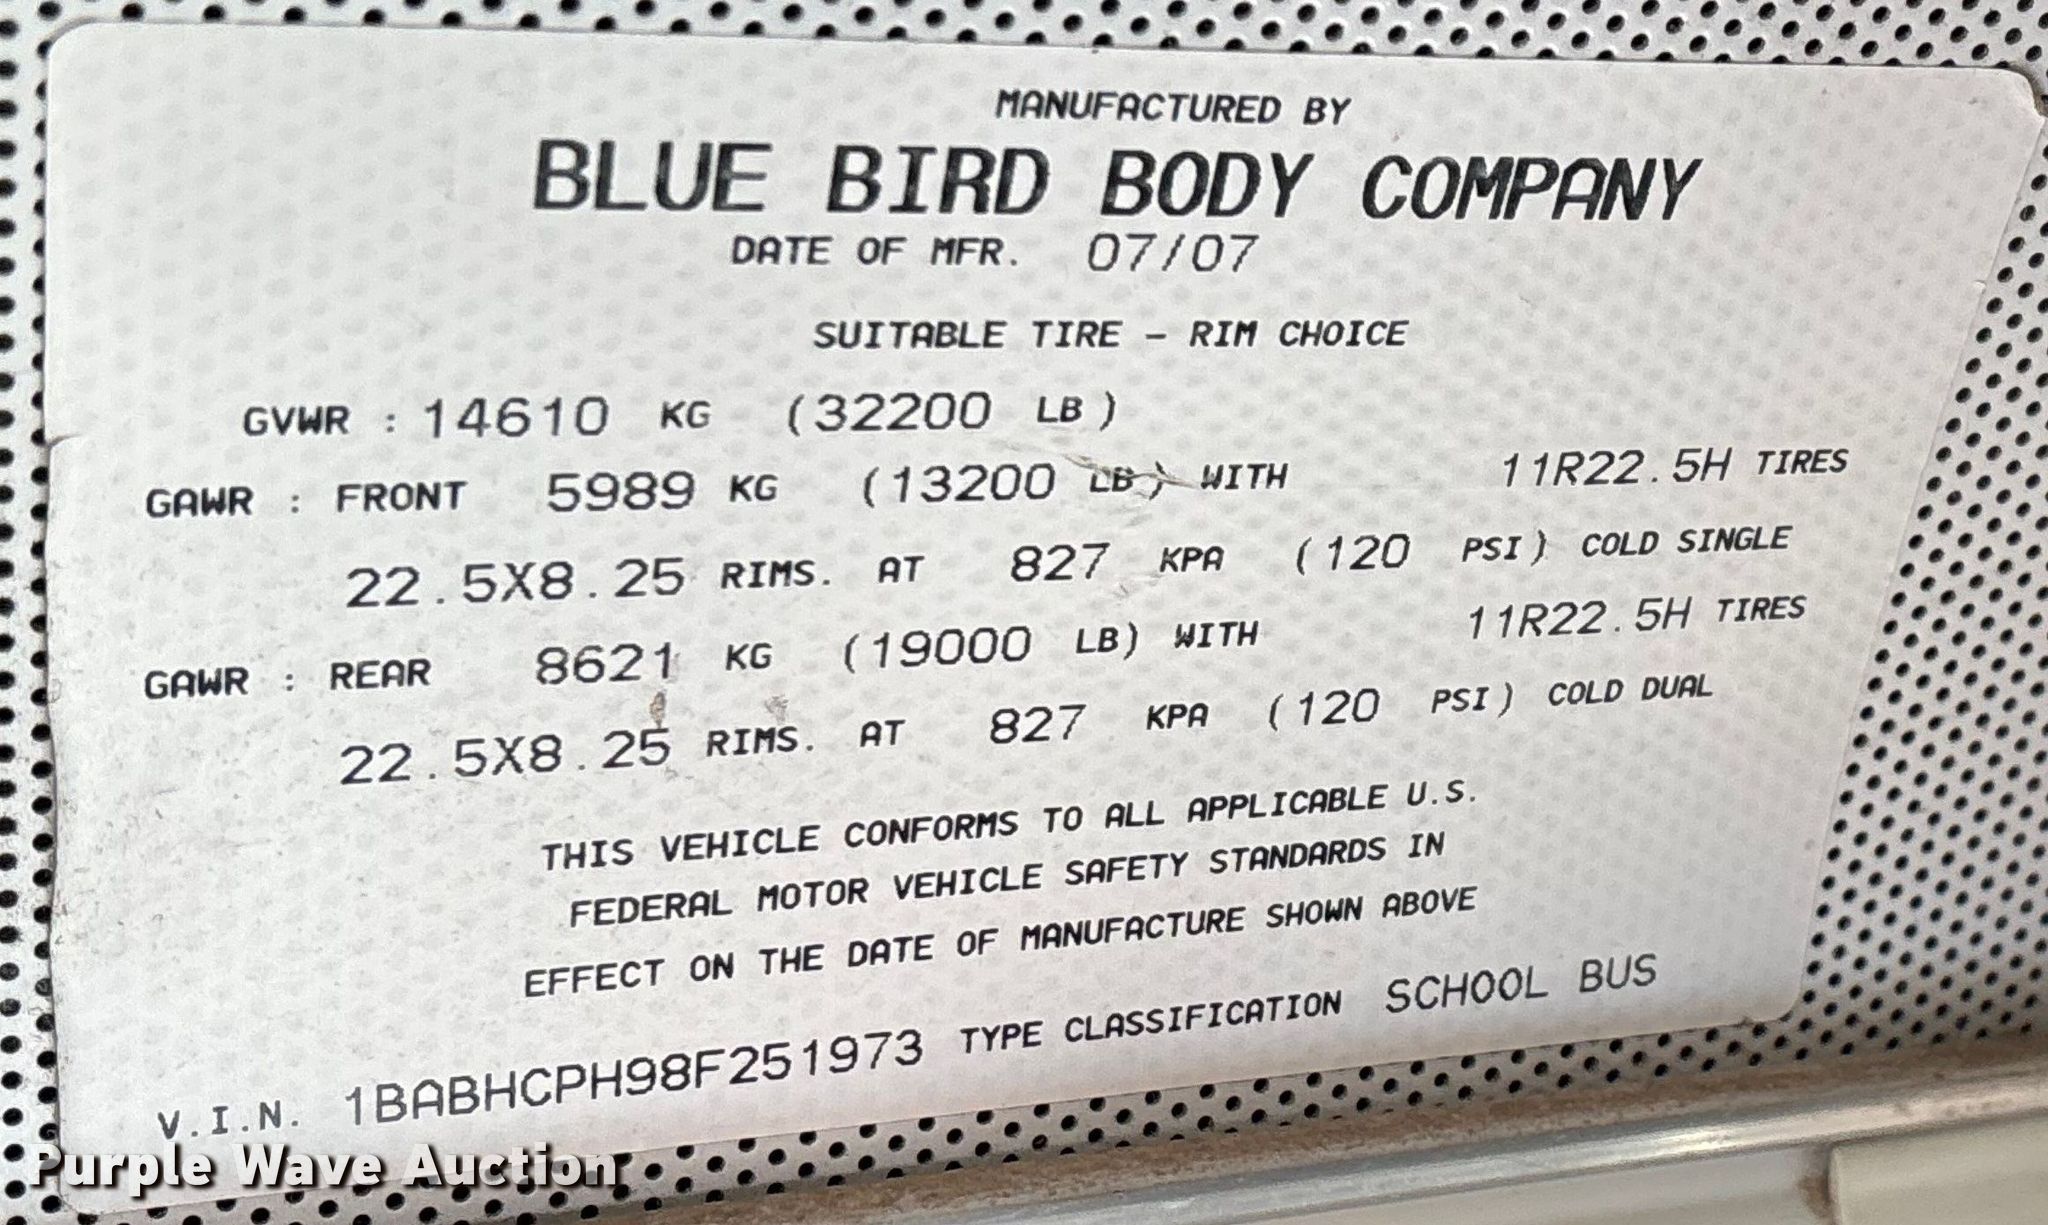 MANUFACTURED BY
BLUE BIRD BODY COMPANY
DATE OF MFR. 07/07
SUITABLE TIRE - RIM CHOICE
GVWR : 14610 KG (32200 LB)
GAWR : FRONT 5989 KG (13200 LB) WITH 11R22.5H TIRES
22.5X8.25 RIMS. AT 827 KPA (120 PSI) COLD SINGLE
GAWR : REAR 8621 KG (19000 LB) WITH 11R22.5H TIRES
22.5X8.25 RIMS. AT 827 KPA (120 PSI) COLD DUAL
THIS VEHICLE CONFORMS TO ALL APPLICABLE U.S.
FEDERAL MOTOR VEHICLE SAFETY STANDARDS IN
EFFECT ON THE DATE OF MANUFACTURE SHOWN ABOVE
V.I.N. 1BABHCPH98F251973 TYPE CLASSIFICATION SCHOOL BUS
Purple Wave Auction